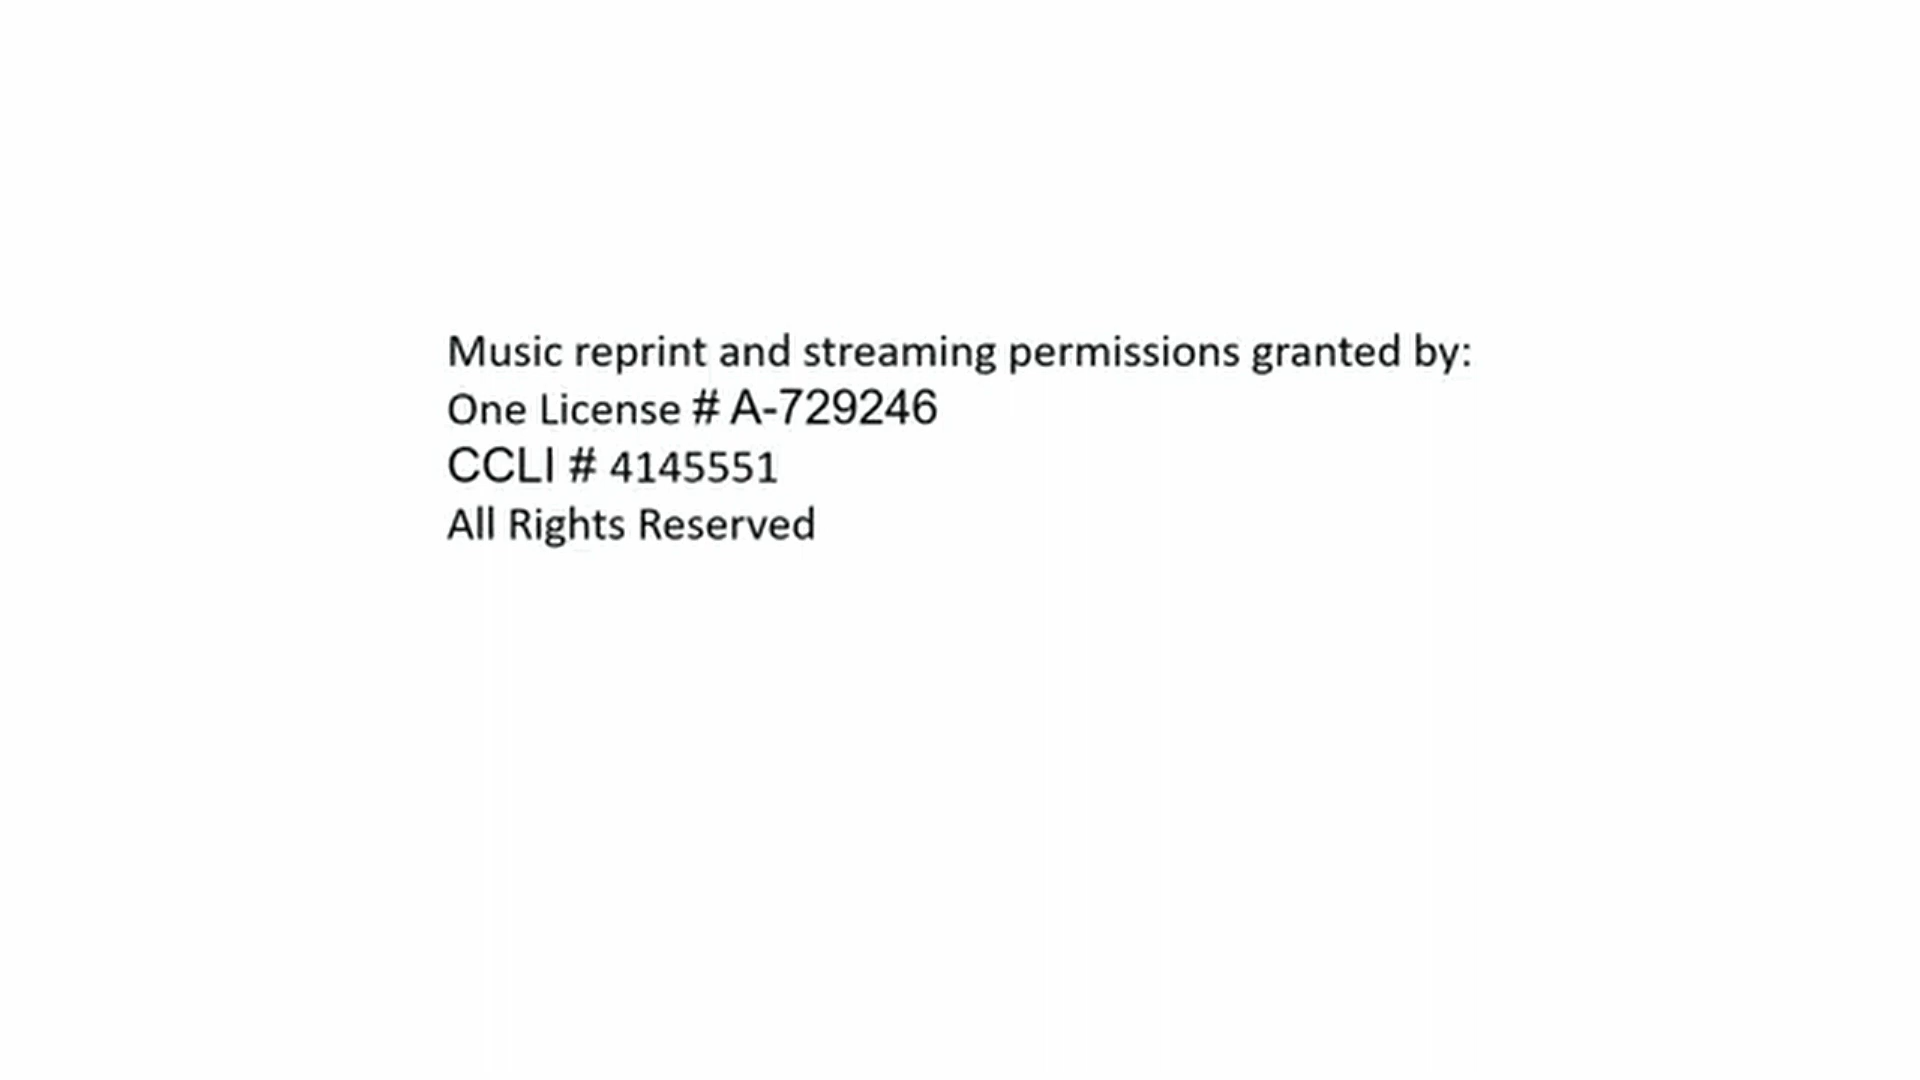 Music reprint and streaming permissions granted by:
One License # A-729246
CCLI # 4145551
All Rights Reserved